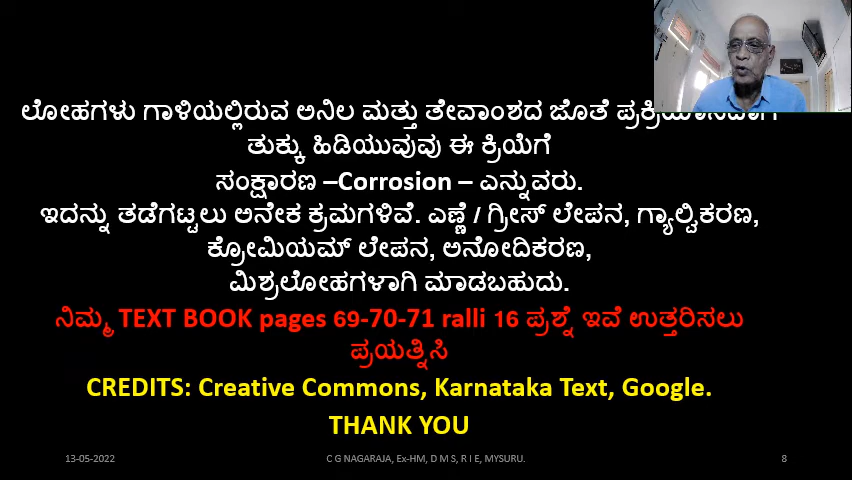 ಲೋಹಗಳು ಗಾಳಿಯಲ್ಲಿರುವ ಅನಿಲ ಮತ್ತು ತೇವಾಂಶದ ಜೊತೆ
ತುಕ್ಕು ಹಿಡಿಯುವುವು ಈ ಕ್ರಿಯೆಗೆ
ಸಂಕ್ಷಾರಣ –Corrosion – ಎನ್ನುವರು.
ಇದನ್ನು ತಡೆಗಟ್ಟಲು ಅನೇಕ ಕ್ರಮಗಳಿವೆ. ಎಣ್ಣೆ / ಗ್ರೀಸ್ ಲೇಪನ, ಗ್ಯಾಲ್ವಿಕರಣ,
ಕ್ರೋಮಿಯಮ್ ಲೇಪನ, ಅನೋದಿಕರಣ,
ಮಿಶ್ರಲೋಹಗಳಾಗಿ ಮಾಡಬಹುದು.
ನಿಮ್ಮ TEXT BOOK pages 69-70-71 ralli 16 ಪ್ರಶ್ನೆ ಇವೆ ಉತ್ತರಿಸಲು
ಪ್ರಯತ್ನಿಸಿ
CREDITS: Creative Commons, Karnataka Text, Google.
THANK YOU
13-05-2022
C G NAGARAJA, Ex-HM, D M S, R I E, MYSURU.
8